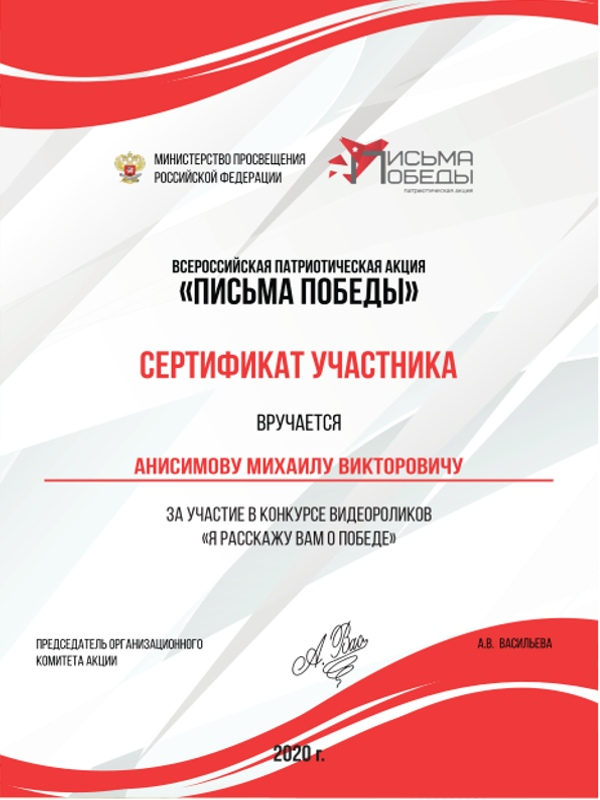 МИНИСТЕРСТВО ПРОСВЕЩЕНИЯ
РОССИЙСКОЙ ФЕДЕРАЦИИ
ПИСЬМА
ПОБЕДЫ
патриотическая акция
ВСЕРОССИЙСКАЯ ПАТРИОТИЧЕСКАЯ АКЦИЯ
«ПИСЬМА ПОБЕДЫ»
СЕРТИФИКАТ УЧАСТНИКА
ВРУЧАЕТСЯ
АНИСИМОВУ МИХАИЛУ ВИКТОРОВИЧУ
ЗА УЧАСТИЕ В КОНКУРСЕ ВИДЕОРОЛИКОВ
«Я РАССКАЖУ ВАМ О ПОБЕДЕ»
ПРЕДСЕДАТЕЛЬ ОРГАНИЗАЦИОННОГО
КОМИТЕТА АКЦИИ
А. Вас
А.В. ВАСИЛЬЕВА
2020 г.